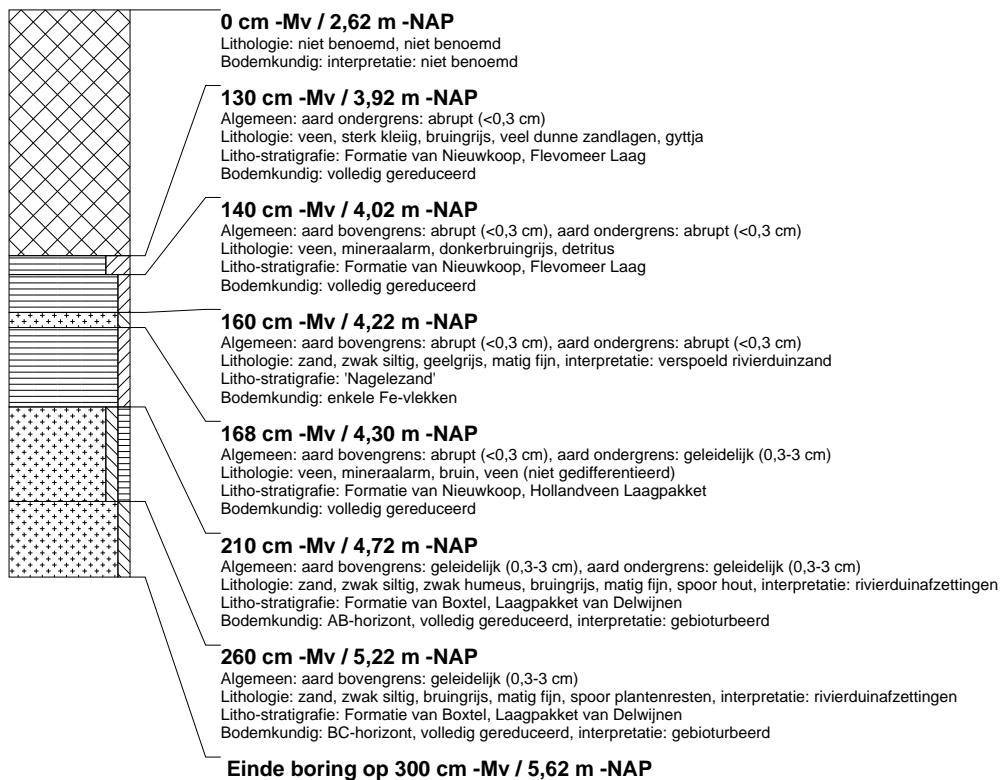 0 cm -Mv / 2,62 m -NAP
Lithologie: niet benoemd, niet benoemd
Bodemkundig: interpretatie: niet benoemd
130 cm -Mv / 3,92 m -NAP
Algemeen: aard ondergrens: abrupt (<0,3 cm)
Lithologie: veen, sterk kleiig, bruingrijs, veel dunne zandlagen, gyttja
Litho-stratigrafie: Formatie van Nieuwkoop, Flevomeer Laag
Bodemkundig: volledig gereduceerd
140 cm -Mv / 4,02 m -NAP
Algemeen: aard bovengrens: abrupt (<0,3 cm), aard ondergrens: abrupt (<0,3 cm)
Lithologie: veen, mineraalarm, donkerbruingrijs, detritus
Litho-stratigrafie: Formatie van Nieuwkoop, Flevomeer Laag
Bodemkundig: volledig gereduceerd
160 cm -Mv / 4,22 m -NAP
Algemeen: aard bovengrens: abrupt (<0,3 cm), aard ondergrens: abrupt (<0,3 cm)
Lithologie: zand, zwak siltig, geelgrijs, matig fijn, interpretatie: verspoeld rivierduinzand
Litho-stratigrafie: 'Nagelezand'
Bodemkundig: enkele Fe-vlekken
168 cm -Mv / 4,30 m -NAP
Algemeen: aard bovengrens: abrupt (<0,3 cm), aard ondergrens: geleidelijk (0,3-3 cm)
Lithologie: veen, mineraalarm, bruin, veen (niet gedifferentieerd)
Litho-stratigrafie: Formatie van Nieuwkoop, Hollandveen Laagpakket
Bodemkundig: volledig gereduceerd
210 cm -Mv / 4,72 m -NAP
Algemeen: aard bovengrens: geleidelijk (0,3-3 cm), aard ondergrens: geleidelijk (0,3-3 cm)
Lithologie: zand, zwak siltig, zwak humeus, bruingrijs, matig fijn, spoor hout, interpretatie: rivierduinafzettingen
Litho-stratigrafie: Formatie van Boxtel, Laagpakket van Delwijnen
Bodemkundig: AB-horizont, volledig gereduceerd, interpretatie: gebioturbeerd
260 cm -Mv / 5,22 m -NAP
Algemeen: aard bovengrens: geleidelijk (0,3-3 cm)
Lithologie: zand, zwak siltig, bruingrijs, matig fijn, spoor plantenresten, interpretatie: rivierduinafzettingen
Litho-stratigrafie: Formatie van Boxtel, Laagpakket van Delwijnen
Bodemkundig: BC-horizont, volledig gereduceerd, interpretatie: gebioturbeerd
Einde boring op 300 cm -Mv / 5,62 m -NAP